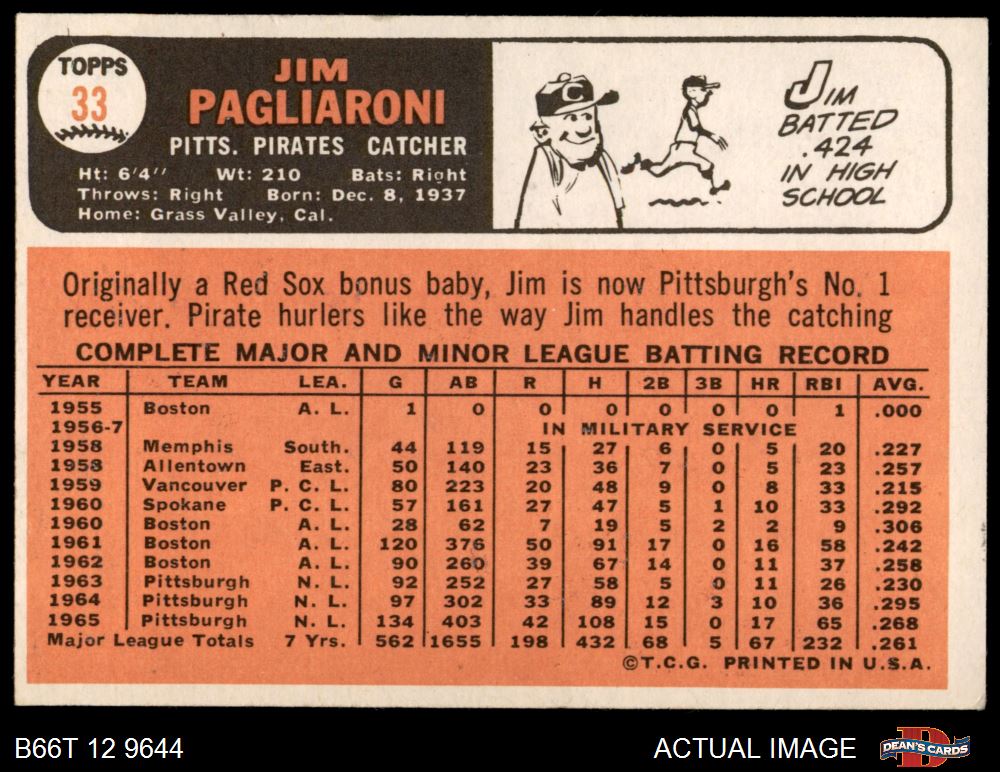 TOPPS
33
JIM
PAGLIARONI
PITTS. PIRATES CATCHER
Ht: 6'4" Wt: 210 Bats: Right
Throws: Right Born: Dec. 8, 1937
Home: Grass Valley, Cal.
C
JIM
BATTED
.424
IN HIGH
SCHOOL
Originally a Red Sox bonus baby, Jim is now Pittsburgh's No. 1
receiver. Pirate hurlers like the way Jim handles the catching
COMPLETE MAJOR AND MINOR LEAGUE BATTING RECORD
YEAR TEAM LEA. G AB R H 2B 3B HR RBI AVG.
1955 Boston A. L. 1 0 0 0 0 0 0 1 .000
1956-7 IN MILITARY SERVICE
1958 Memphis South. 44 119 15 27 6 0 5 20 .227
1958 Allentown East. 50 140 23 36 7 0 5 23 .257
1959 Vancouver P. C. L. 80 223 20 48 9 0 8 33 .215
1960 Spokane P. C. L. 57 161 27 47 5 1 10 33 .292
1960 Boston A. L. 28 62 7 19 5 2 2 9 .306
1961 Boston A. L. 120 376 50 91 17 0 16 58 .242
1962 Boston A. L. 90 260 39 67 14 0 11 37 .258
1963 Pittsburgh N. L. 92 252 27 58 5 0 11 26 .230
1964 Pittsburgh N. L. 97 302 33 89 12 3 10 36 .295
1965 Pittsburgh N. L. 134 403 42 108 15 0 17 65 .268
Major League Totals 7 Yrs. 562 1655 198 432 68 5 67 232 .261
©T.C.G. PRINTED IN U.S.A.
B66T 12 9644
ACTUAL IMAGE
DEAN'S CARDS